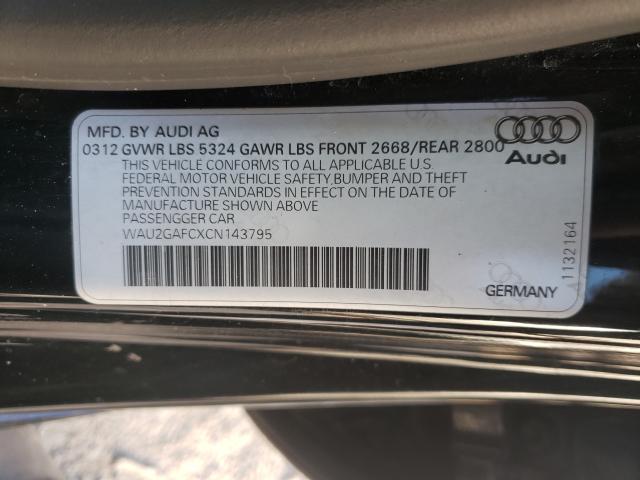 MFD. BY AUDI AG
0312 GVWR LBS 5324 GAWR LBS FRONT 2668/REAR 2800
THIS VEHICLE CONFORMS TO ALL APPLICABLE U.S.
FEDERAL MOTOR VEHICLE SAFETY,BUMPER AND THEFT
PREVENTION STANDARDS IN EFFECT ON THE DATE OF
MANUFACTURE SHOWN ABOVE
PASSENGGER CAR
WAU2GAFCXCN143795
Audi
1132164
GERMANY